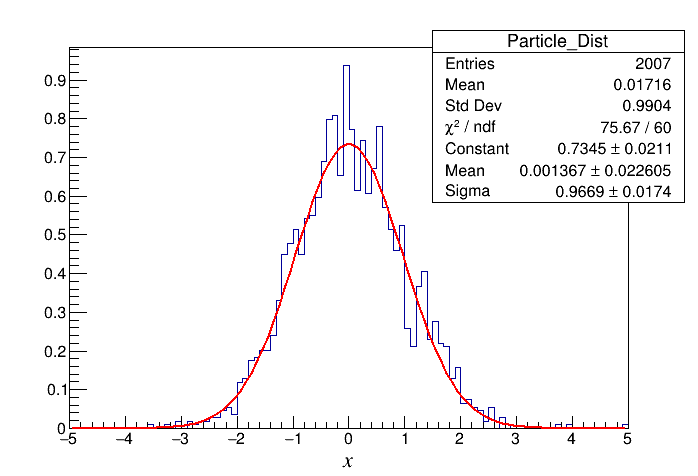 Particle_Dist
Entries 2007
Mean 0.01716
Std Dev 0.9904
χ² / ndf 75.67 / 60
Constant 0.7345 ± 0.0211
Mean 0.001367 ± 0.022605
Sigma 0.9669 ± 0.0174
0.9
0.8
0.7
0.6
0.5
0.4
0.3
0.2
0.1
0
−5 −4 −3 −2 −1 0 1 2 3 4 5
x